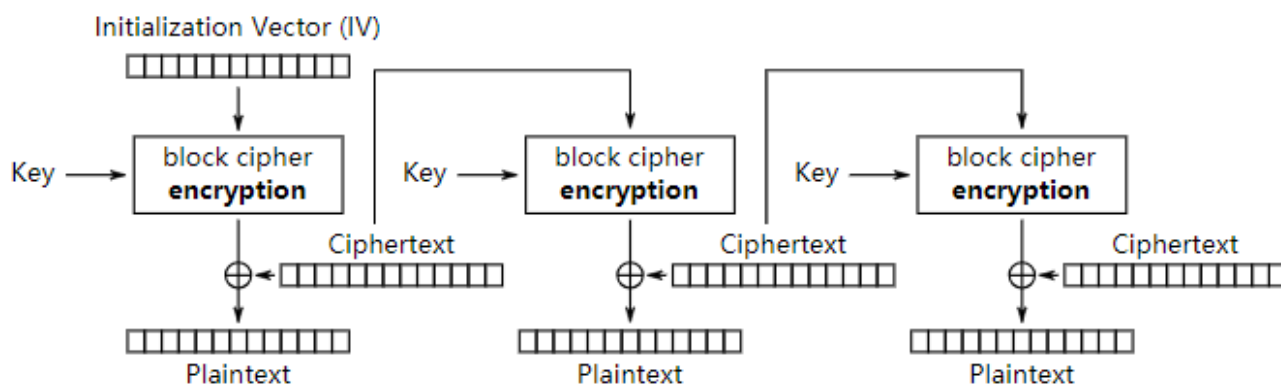 Initialization Vector (IV)
Key
block cipher
encryption
Key
block cipher
encryption
Key
block cipher
encryption
Ciphertext
Ciphertext
Ciphertext
Plaintext
Plaintext
Plaintext